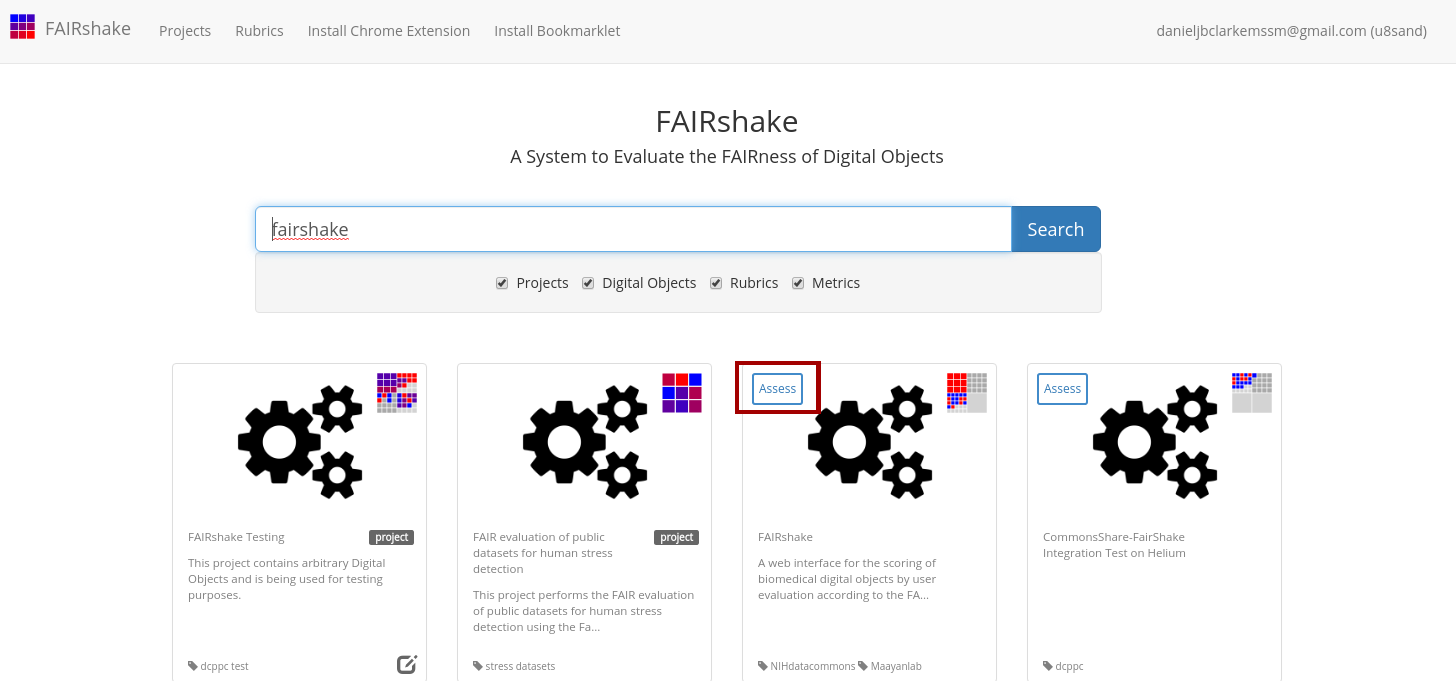 FAIRshake Projects Rubrics Install Chrome Extension Install Bookmarklet danieljbclarkemssm@gmail.com (u8sand)
FAIRshake
A System to Evaluate the FAIRness of Digital Objects
fairshake Search
Projects Digital Objects Rubrics Metrics
FAIRshake Testing project
This project contains arbitrary Digital
Objects and is being used for testing
purposes.
dcppc test
FAIR evaluation of public project
datasets for human stress
detection
This project performs the FAIR evaluation
of public datasets for human stress
detection using the Fa...
stress datasets
Assess
FAIRshake
A web interface for the scoring of
biomedical digital objects by user
evaluation according to the FA...
NIHdatacommons Maayanlab
Assess
CommonsShare-FairShake
Integration Test on Helium
dcppc